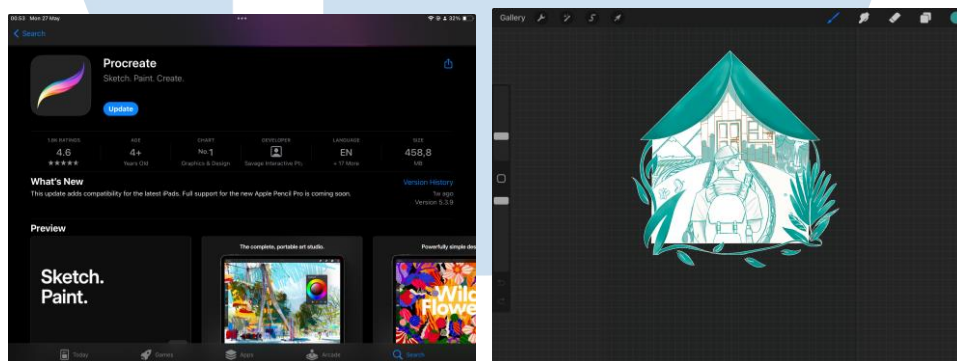 00:53 Mon 27 May
32%
Search
Procreate
Sketch. Paint. Create.
Update
RATINGS AGE CHART DEVELOPER LANGUAGE SIZE
4.6 4+ No.1 EN 458,8
Years Old Graphics & Design Savage Interactive Pty. + 17 More MB
What's New Version History
This update adds compatibility for the latest iPads. Full support for the new Apple Pencil Pro is coming soon. 1w ago
Version 5.3.9
Preview
Sketch.
Paint.
The complete, portable art studio.
Powerfully simple
Wild
Flowe
Today Games Apps Arcade Search
Gallery